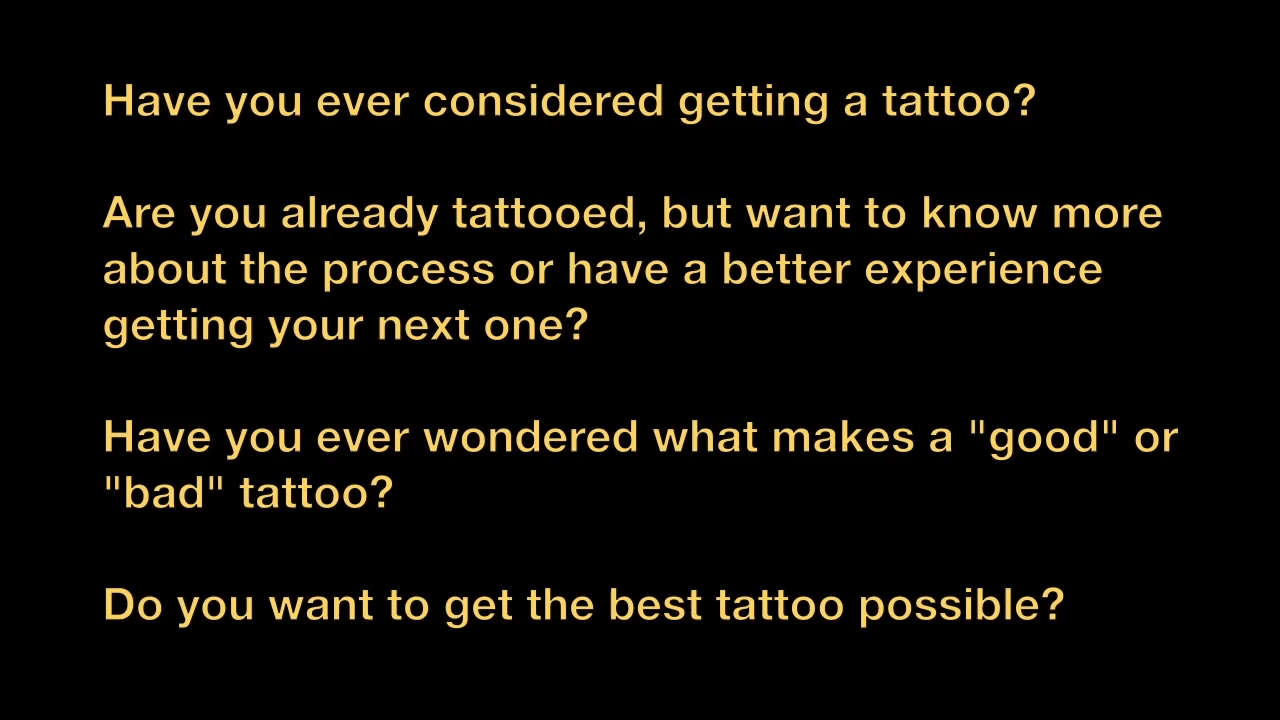 Have you ever considered getting a tattoo?
Are you already tattooed, but want to know more
about the process or have a better experience
getting your next one?
Have you ever wondered what makes a "good" or
"bad" tattoo?
Do you want to get the best tattoo possible?